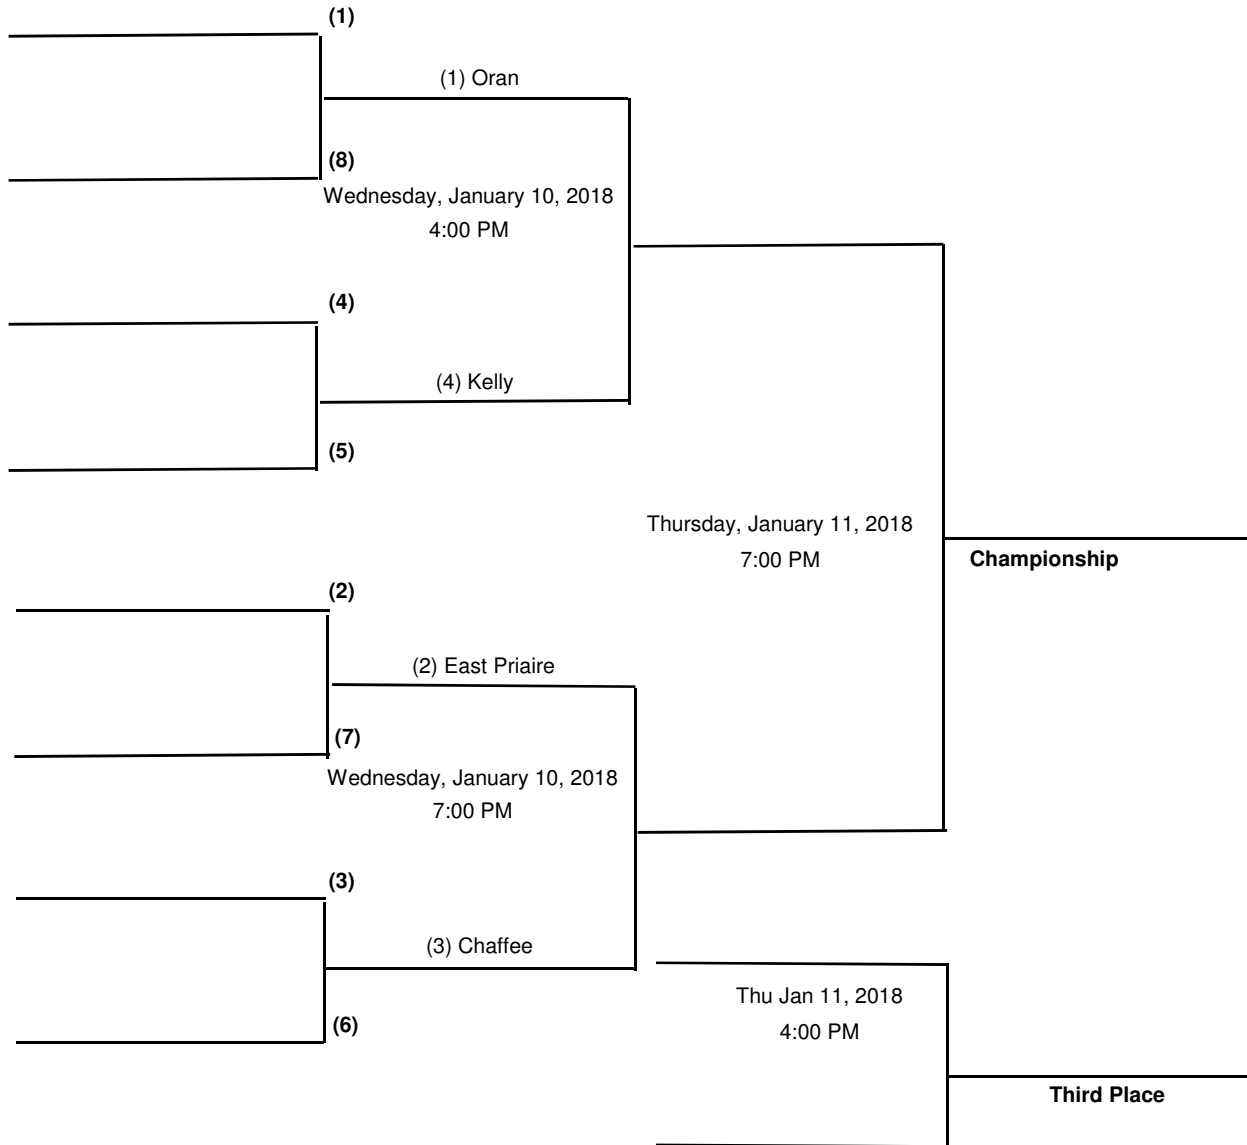 (1)
(1) Oran
(8)
Wednesday, January 10, 2018
4:00 PM
(4)
(4) Kelly
(5)
Thursday, January 11, 2018
7:00 PM
Championship
(2)
(2) East Priaire
(7)
Wednesday, January 10, 2018
7:00 PM
(3)
(3) Chaffee
Thu Jan 11, 2018
(6)
4:00 PM
Third Place